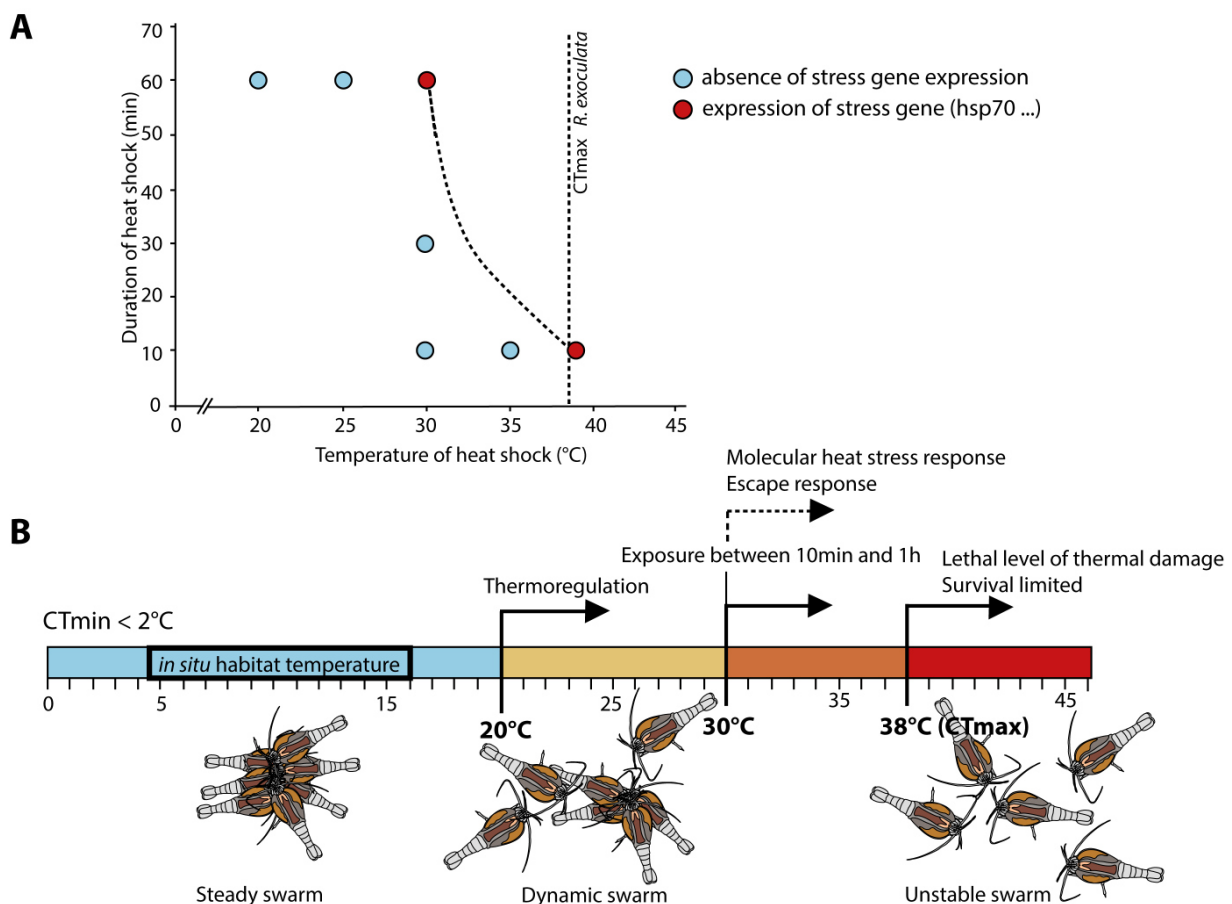 A
70
60
50
40
30
20
10
0
Duration of heat shock (min)
0 20 25 30 35 40 45
Temperature of heat shock (°C)
CTmax R. exoculata
absence of stress gene expression
expression of stress gene (hsp70 ...)
B
Molecular heat stress response
Escape response
Exposure between 10min and 1h
Lethal level of thermal damage
Survival limited
Thermoregulation
CTmin < 2°C
in situ habitat temperature
0 5 15 25 35 45
20°C 30°C 38°C (CTmax)
Steady swarm Dynamic swarm Unstable swarm